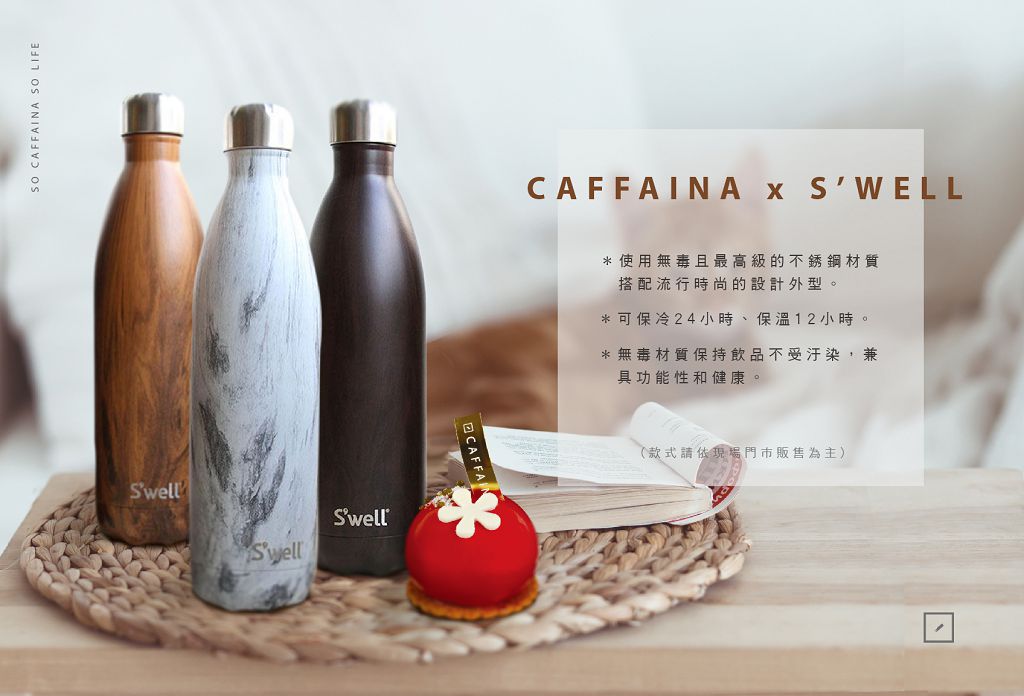 SO CAFFAINA SO LIFE
CAFFAINA x S'WELL
＊使用無毒且最高級的不銹鋼材質
搭配流行時尚的設計外型。
＊可保冷24小時、保溫12小時。
＊無毒材質保持飲品不受汙染，兼
具功能性和健康。
（款式請依現場門市販售為主）
S'well
S'well
S'well
CAFFA